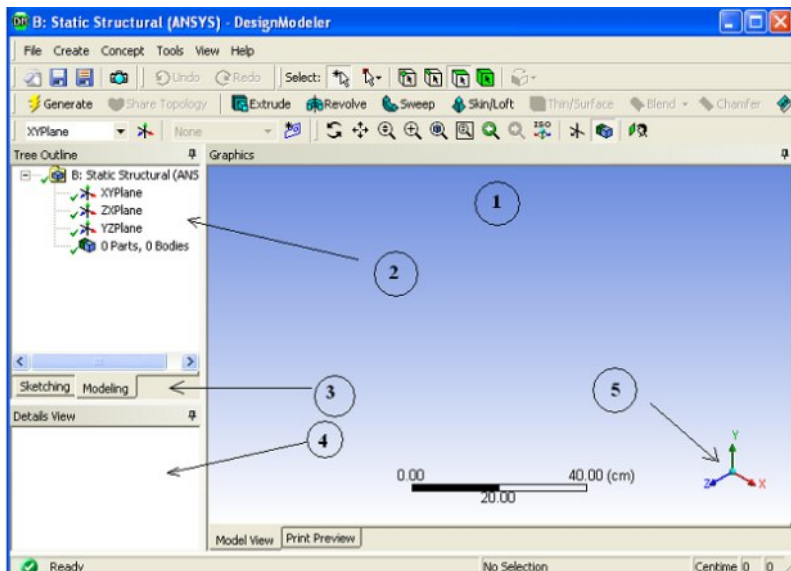 B: Static Structural (ANSYS) - DesignModeler
File Create Concept Tools View Help
Undo Redo Select:
Generate Share Topology Extrude Revolve Sweep Skin/Loft Thin/Surface Blend Chamfer
XYPlane None ISO
Tree Outline Graphics
B: Static Structural (ANS
XYPlane
ZXPlane
YZPlane
0 Parts, 0 Bodies
1
2
Sketching Modeling
3
5
Details View
4
Y
0.00 40.00 (cm)
Z X
20.00
Model View Print Preview
Ready No Selection Centime 0 0